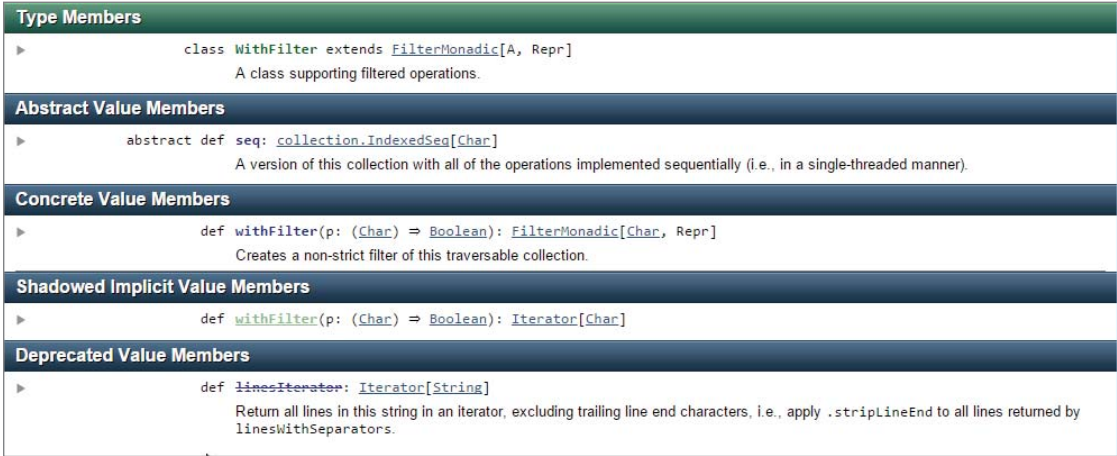 Type Members
class WithFilter extends FilterMonadic[A, Repr]
A class supporting filtered operations.
Abstract Value Members
abstract def seq: collection.IndexedSeq[Char]
A version of this collection with all of the operations implemented sequentially (i.e., in a single-threaded manner).
Concrete Value Members
def withFilter(p: (Char) ⇒ Boolean): FilterMonadic[Char, Repr]
Creates a non-strict filter of this traversable collection.
Shadowed Implicit Value Members
def withFilter(p: (Char) ⇒ Boolean): Iterator[Char]
Deprecated Value Members
def linesIterator: Iterator[String]
Return all lines in this string in an iterator, excluding trailing line end characters, i.e., apply .stripLineEnd to all lines returned by
linesWithSeparators.